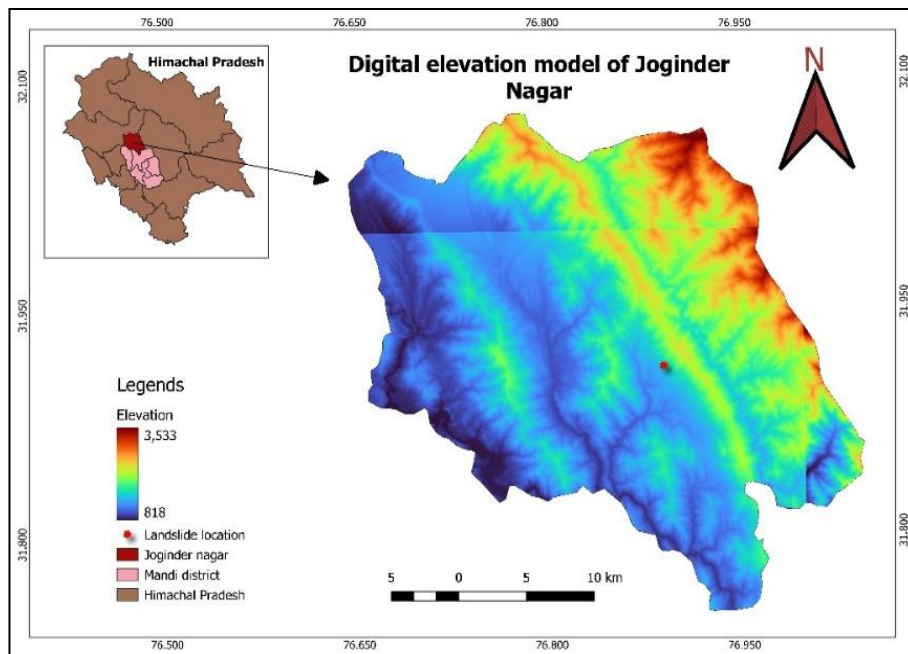 76.500 76.650 76.800 76.950
32.100
31.950
31.800
Himachal Pradesh
Digital elevation model of Joginder
Nagar
N
32.100
31.950
31.800
Legends
Elevation
3,533
818
Landslide location
Joginder nagar
Mandi district
Himachal Pradesh
5 0 5 10 km
76.500 76.650 76.800 76.950